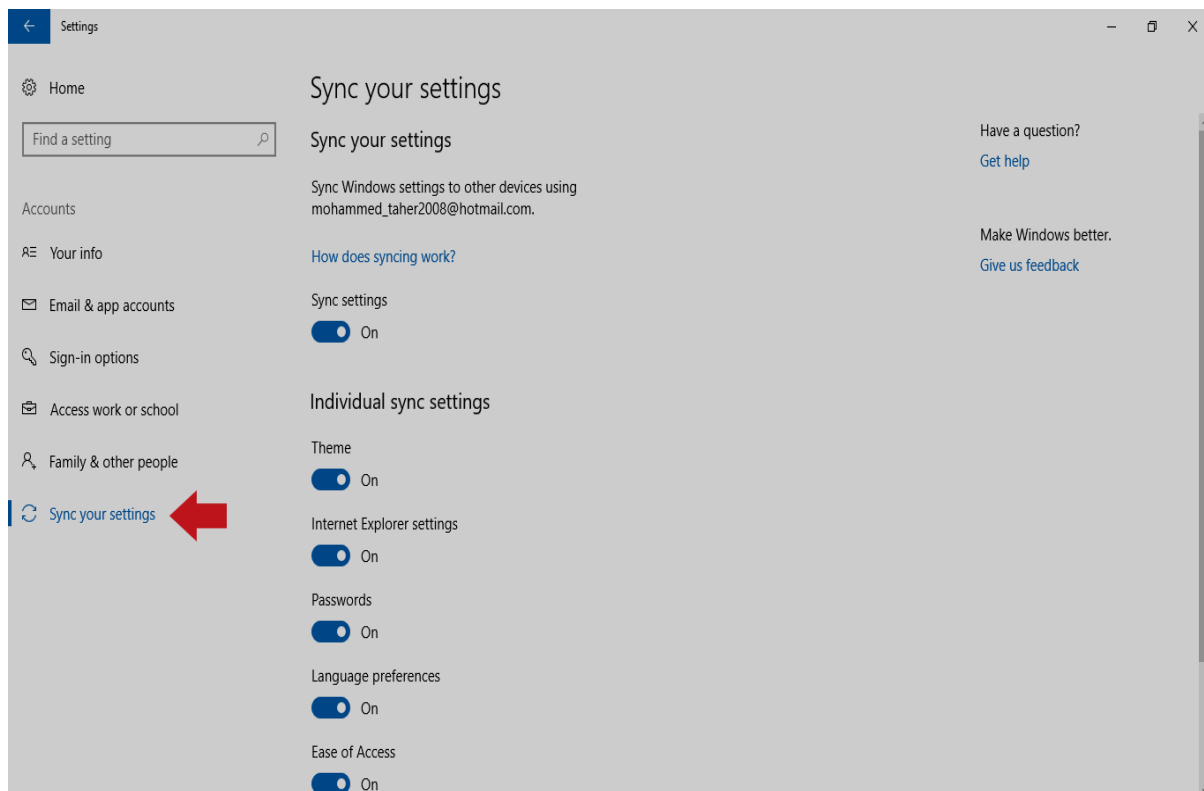 Settings
Home
Find a setting
Accounts
Your info
Email & app accounts
Sign-in options
Access work or school
Family & other people
Sync your settings
Sync your settings
Sync your settings
Sync Windows settings to other devices using
mohammed_taher2008@hotmail.com.
How does syncing work?
Sync settings
On
Individual sync settings
Theme
On
Internet Explorer settings
On
Passwords
On
Language preferences
On
Ease of Access
On
Have a question?
Get help
Make Windows better.
Give us feedback